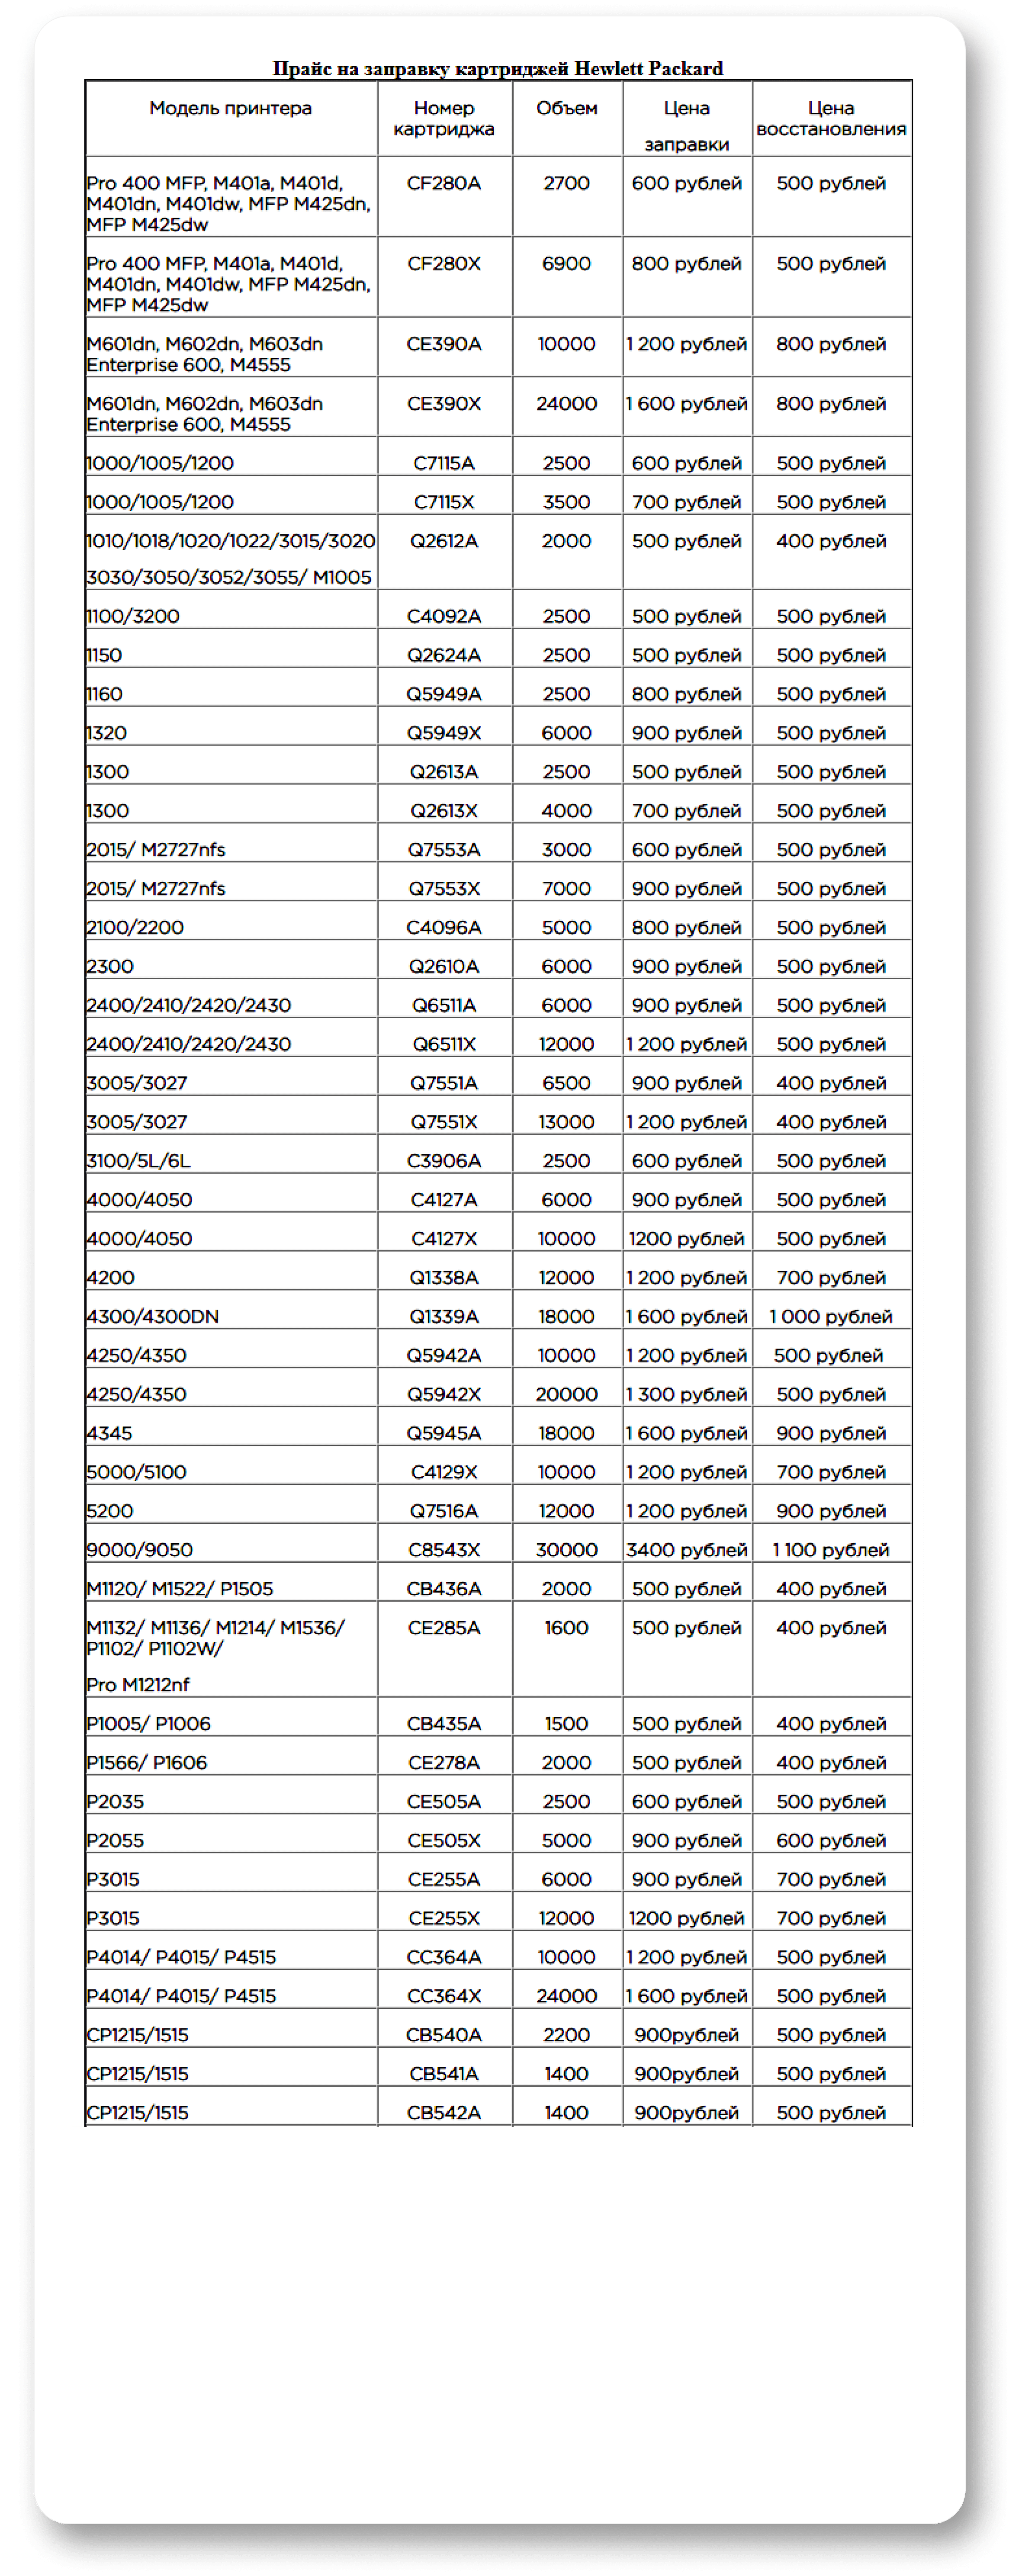 Прайс на заправку картриджей Hewlett Packard
Модель принтера Номер картриджа Объем Цена заправки Цена восстановления
Pro 400 MFP, M401a, M401d, M401dn, M401dw, MFP M425dn, MFP M425dw CF280A 2700 600 рублей 500 рублей
Pro 400 MFP, M401a, M401d, M401dn, M401dw, MFP M425dn, MFP M425dw CF280X 6900 800 рублей 500 рублей
M601dn, M602dn, M603dn Enterprise 600, M4555 CE390A 10000 1 200 рублей 800 рублей
M601dn, M602dn, M603dn Enterprise 600, M4555 CE390X 24000 1 600 рублей 800 рублей
1000/1005/1200 C7115A 2500 600 рублей 500 рублей
1000/1005/1200 C7115X 3500 700 рублей 500 рублей
1010/1018/1020/1022/3015/3020 3030/3050/3052/3055/ M1005 Q2612A 2000 500 рублей 400 рублей
1100/3200 C4092A 2500 500 рублей 500 рублей
1150 Q2624A 2500 500 рублей 500 рублей
1160 Q5949A 2500 800 рублей 500 рублей
1320 Q5949X 6000 900 рублей 500 рублей
1300 Q2613A 2500 500 рублей 500 рублей
1300 Q2613X 4000 700 рублей 500 рублей
2015/ M2727nfs Q7553A 3000 600 рублей 500 рублей
2015/ M2727nfs Q7553X 7000 900 рублей 500 рублей
2100/2200 C4096A 5000 800 рублей 500 рублей
2300 Q2610A 6000 900 рублей 500 рублей
2400/2410/2420/2430 Q6511A 6000 900 рублей 500 рублей
2400/2410/2420/2430 Q6511X 12000 1 200 рублей 500 рублей
3005/3027 Q7551A 6500 900 рублей 400 рублей
3005/3027 Q7551X 13000 1 200 рублей 400 рублей
3100/5L/6L C3906A 2500 600 рублей 500 рублей
4000/4050 C4127A 6000 900 рублей 500 рублей
4000/4050 C4127X 10000 1200 рублей 500 рублей
4200 Q1338A 12000 1 200 рублей 700 рублей
4300/4300DN Q1339A 18000 1 600 рублей 1 000 рублей
4250/4350 Q5942A 10000 1 200 рублей 500 рублей
4250/4350 Q5942X 20000 1 300 рублей 500 рублей
4345 Q5945A 18000 1 600 рублей 900 рублей
5000/5100 C4129X 10000 1 200 рублей 700 рублей
5200 Q7516A 12000 1 200 рублей 900 рублей
9000/9050 C8543X 30000 3400 рублей 1 100 рублей
M1120/ M1522/ P1505 CB436A 2000 500 рублей 400 рублей
M1132/ M1136/ M1214/ M1536/ P1102/ P1102W/ Pro M1212nf CE285A 1600 500 рублей 400 рублей
P1005/ P1006 CB435A 1500 500 рублей 400 рублей
P1566/ P1606 CE278A 2000 500 рублей 400 рублей
P2035 CE505A 2500 600 рублей 500 рублей
P2055 CE505X 5000 900 рублей 600 рублей
P3015 CE255A 6000 900 рублей 700 рублей
P3015 CE255X 12000 1200 рублей 700 рублей
P4014/ P4015/ P4515 CC364A 10000 1 200 рублей 500 рублей
P4014/ P4015/ P4515 CC364X 24000 1 600 рублей 500 рублей
CP1215/1515 CB540A 2200 900рублей 500 рублей
CP1215/1515 CB541A 1400 900рублей 500 рублей
CP1215/1515 CB542A 1400 900рублей 500 рублей